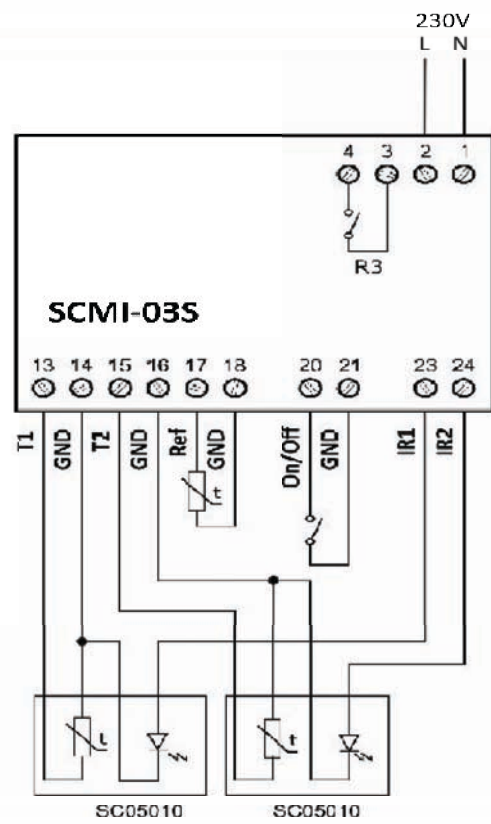 230V
L N
4 3 2 1
R3
SCMI-03S
13 14 15 16 17 18 20 21 23 24
T1 GND T2 GND Ref GND On/Off GND IR1 IR2
t
t t
SC05010 SC05010